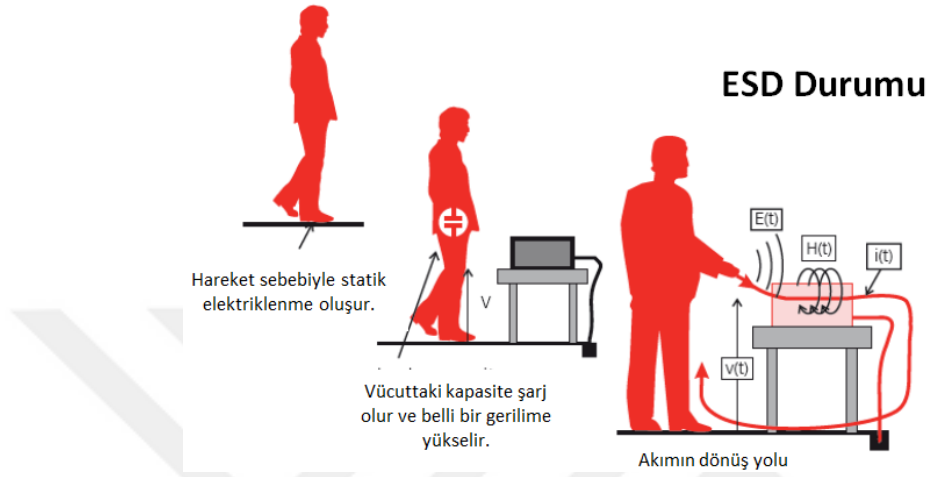 ESD Durumu
Hareket sebebiyle statik
elektriklenme oluşur.
V
Vücuttaki kapasite şarj
olur ve belli bir gerilime
yükselir.
E(t)
H(t)
i(t)
v(t)
Akımın dönüş yolu